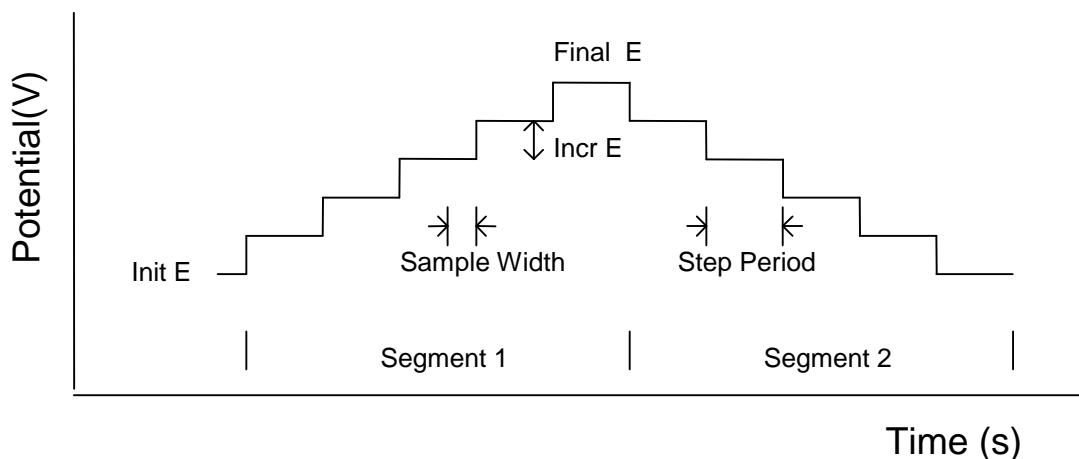 Potential(V)
Final E
Incr E
Init E
Sample Width
Step Period
Segment 1
Segment 2
Time (s)